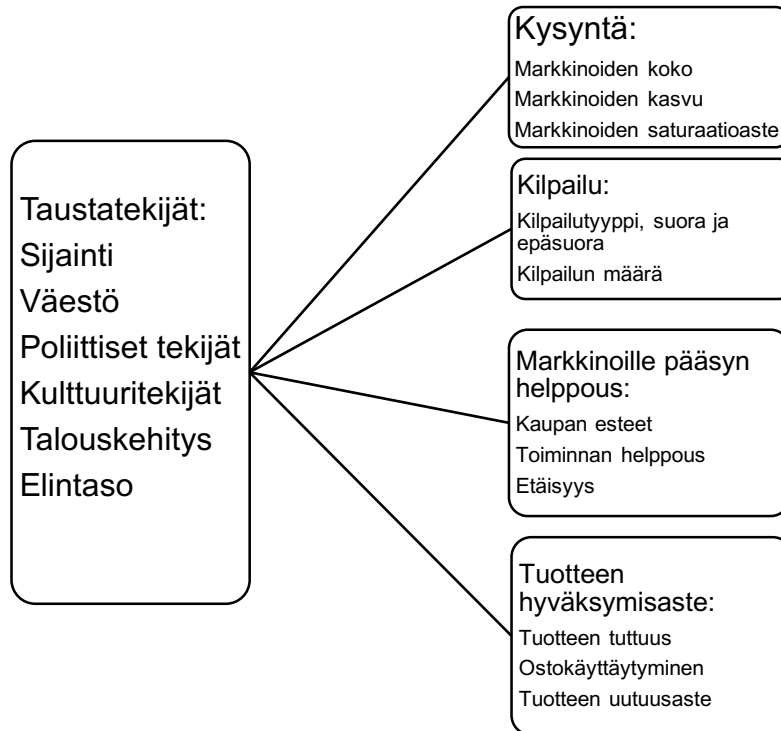 Taustatekijät:
Sijainti
Väestö
Poliittiset tekijät
Kulttuuritekijät
Talouskehitys
Elintaso
Kysyntä:
Markkinoiden koko
Markkinoiden kasvu
Markkinoiden saturaatioaste
Kilpailu:
Kilpailutyyppi, suora ja
epäsuora
Kilpailun määrä
Markkinoille pääsyn
helppous:
Kaupan esteet
Toiminnan helppous
Etäisyys
Tuotteen
hyväksymisaste:
Tuotteen tuttuus
Ostokäyttäytyminen
Tuotteen uutuusaste